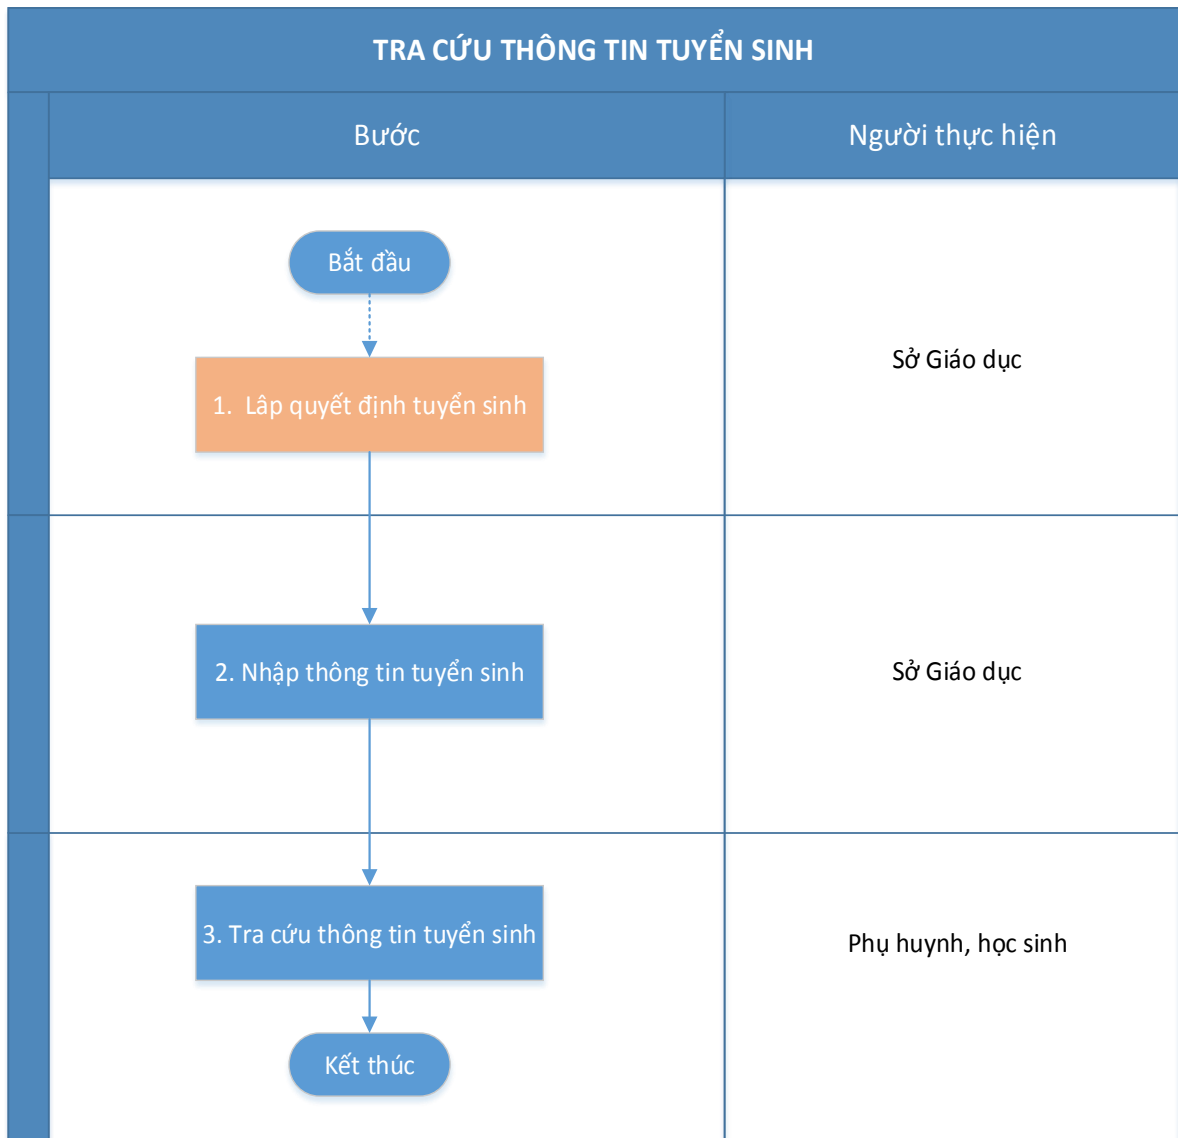 TRA CỨU THÔNG TIN TUYỂN SINH
Bước
Người thực hiện
Bắt đầu
1. Lâp quyết định tuyển sinh
Sở Giáo dục
2. Nhập thông tin tuyển sinh
Sở Giáo dục
3. Tra cứu thông tin tuyển sinh
Phụ huynh, học sinh
Kết thúc